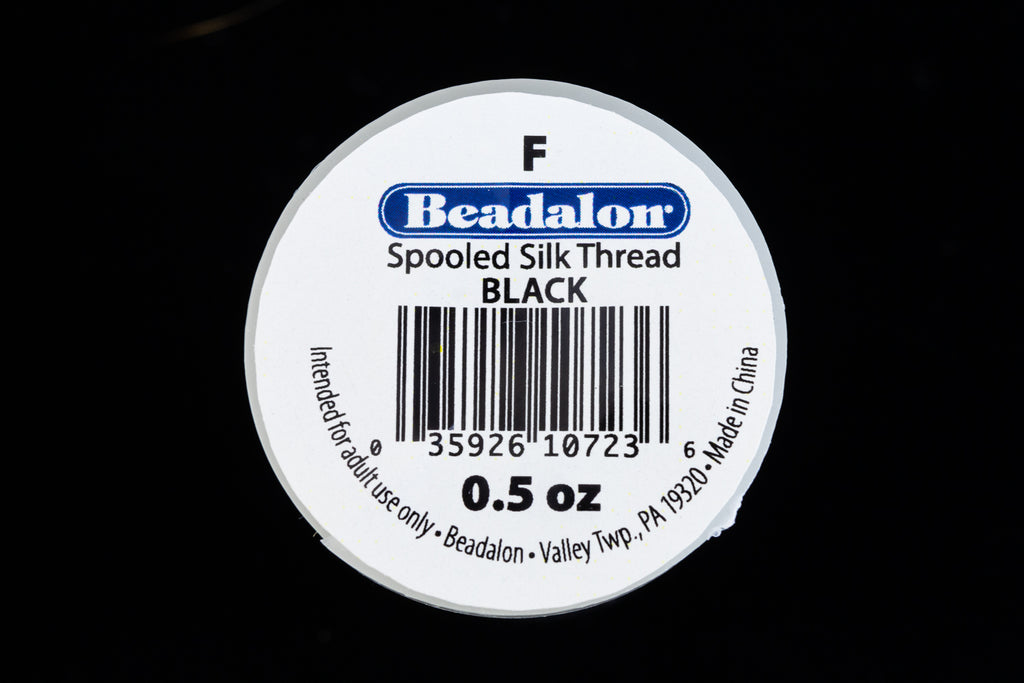 F
Beadalon
Spooled Silk Thread
BLACK
0 35926 10723 6
0.5 oz
Intended for adult use only • Beadalon • Valley Twp., PA 19320 • Made in China